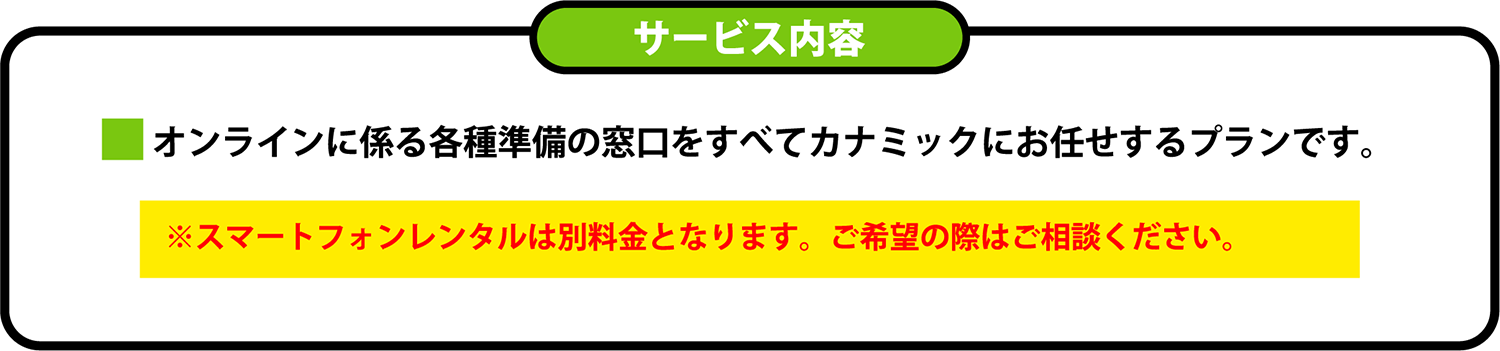 サービス内容
■オンラインに係る各種準備の窓口をすべてカナミックにお任せするプランです。
※スマートフォンレンタルは別料金となります。ご希望の際はご相談ください。